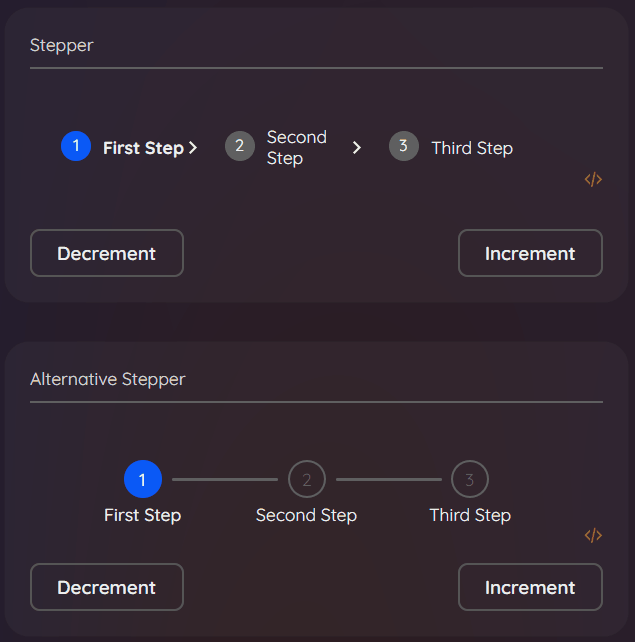 Stepper
1 First Step
2 Second
Step
3 Third Step
</>
Decrement
Increment
Alternative Stepper
1
2
3
First Step
Second Step
Third Step
</>
Decrement
Increment